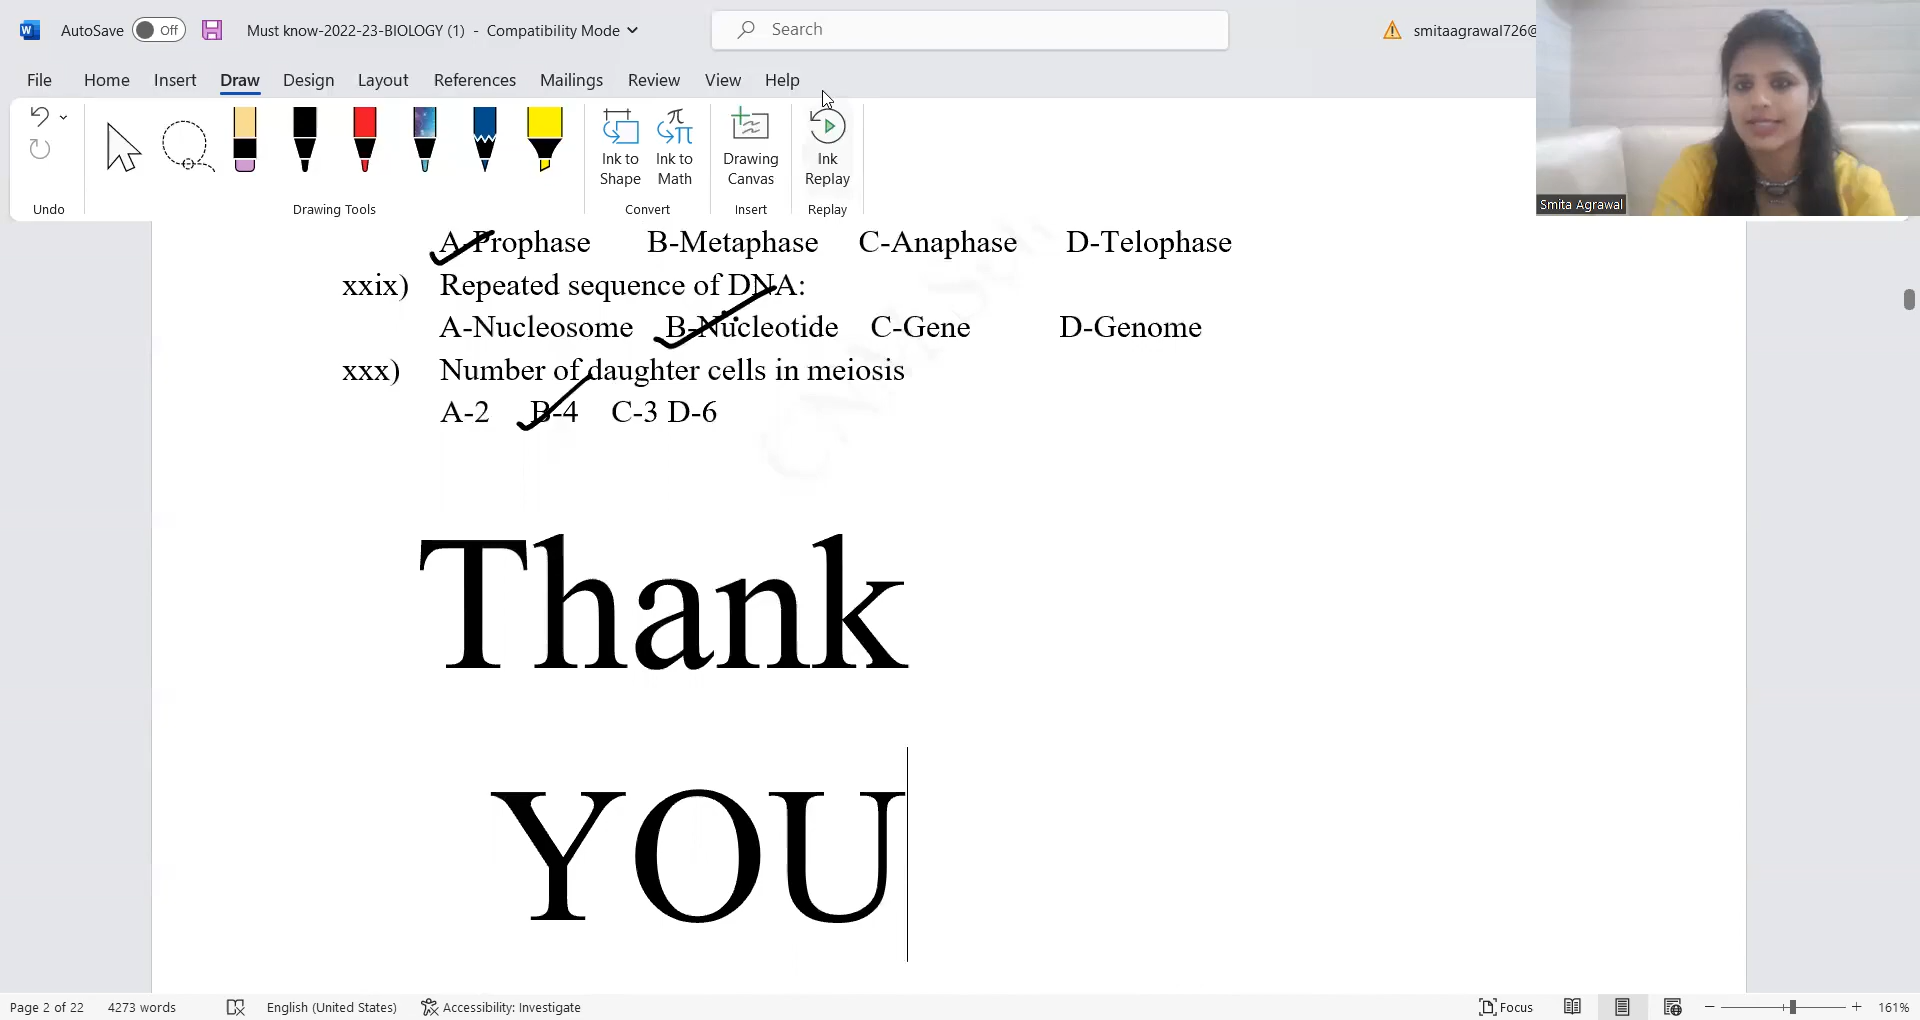 AutoSave Off Must know-2022-23-BIOLOGY (1) - Compatibility Mode Search smitaagrawal726@
File Home Insert Draw Design Layout References Mailings Review View Help
Ink to Shape Ink to Math Drawing Canvas Ink Replay
Undo Drawing Tools Convert Insert Replay
Smita Agrawal
A-Prophase B-Metaphase C-Anaphase D-Telophase
xxix) Repeated sequence of DNA:
A-Nucleosome B-Nucleotide C-Gene D-Genome
xxx) Number of daughter cells in meiosis
A-2 B-4 C-3 D-6
Thank
YOU
Page 2 of 22 4273 words English (United States) Accessibility: Investigate Focus 161%